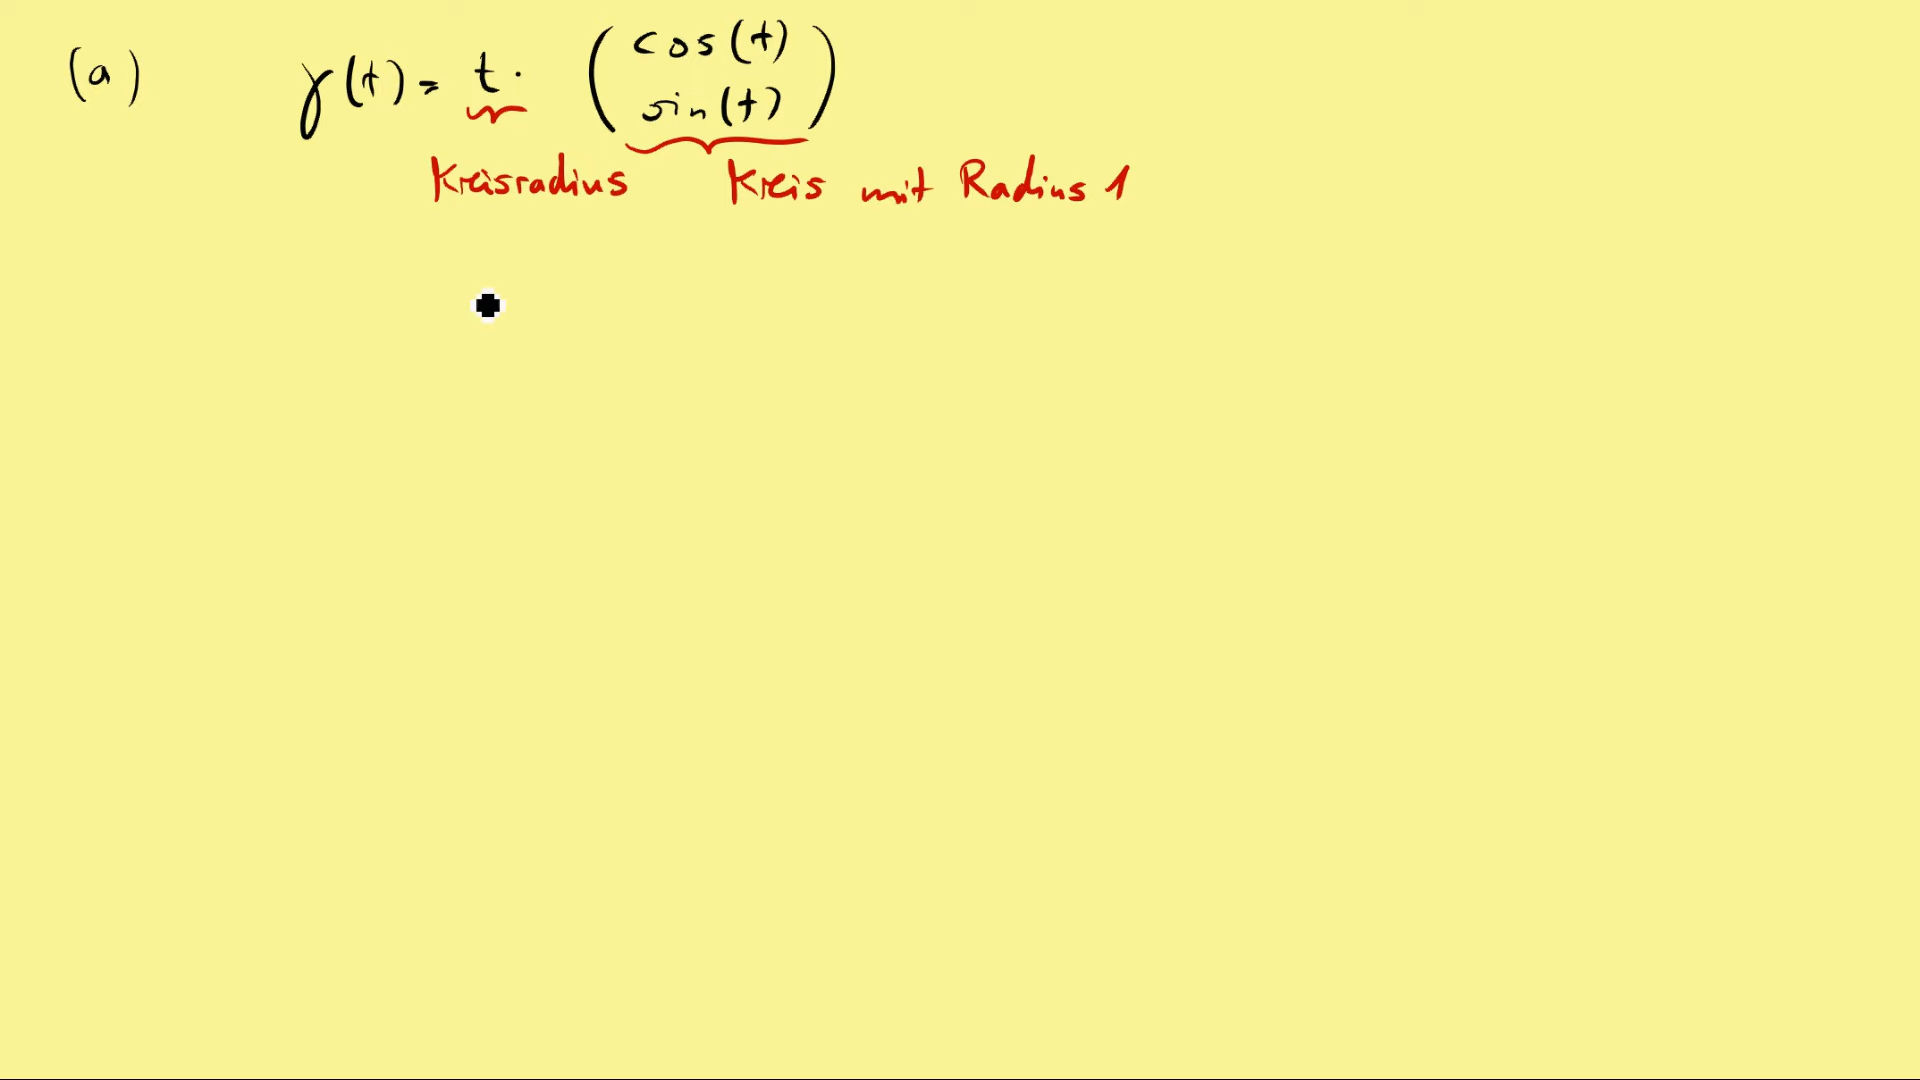 (a) γ(t) = t · ( cos(t)
sin(t) )
Kreisradius Kreis mit Radius 1